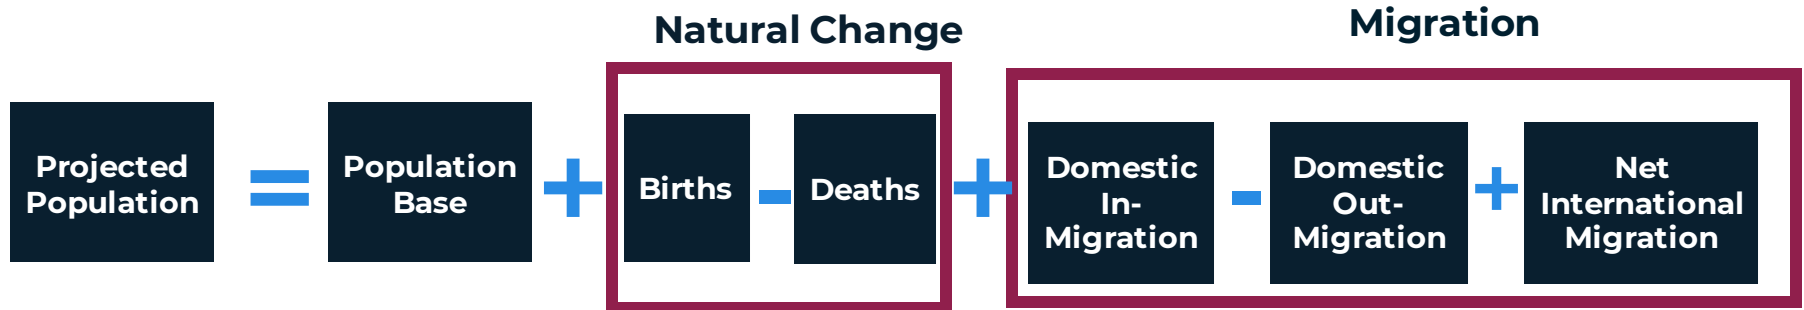 Natural Change
Migration
Projected
Population
=
Population
Base
+
Births
-
Deaths
+
Domestic
In-
Migration
-
Domestic
Out-
Migration
+
Net
International
Migration